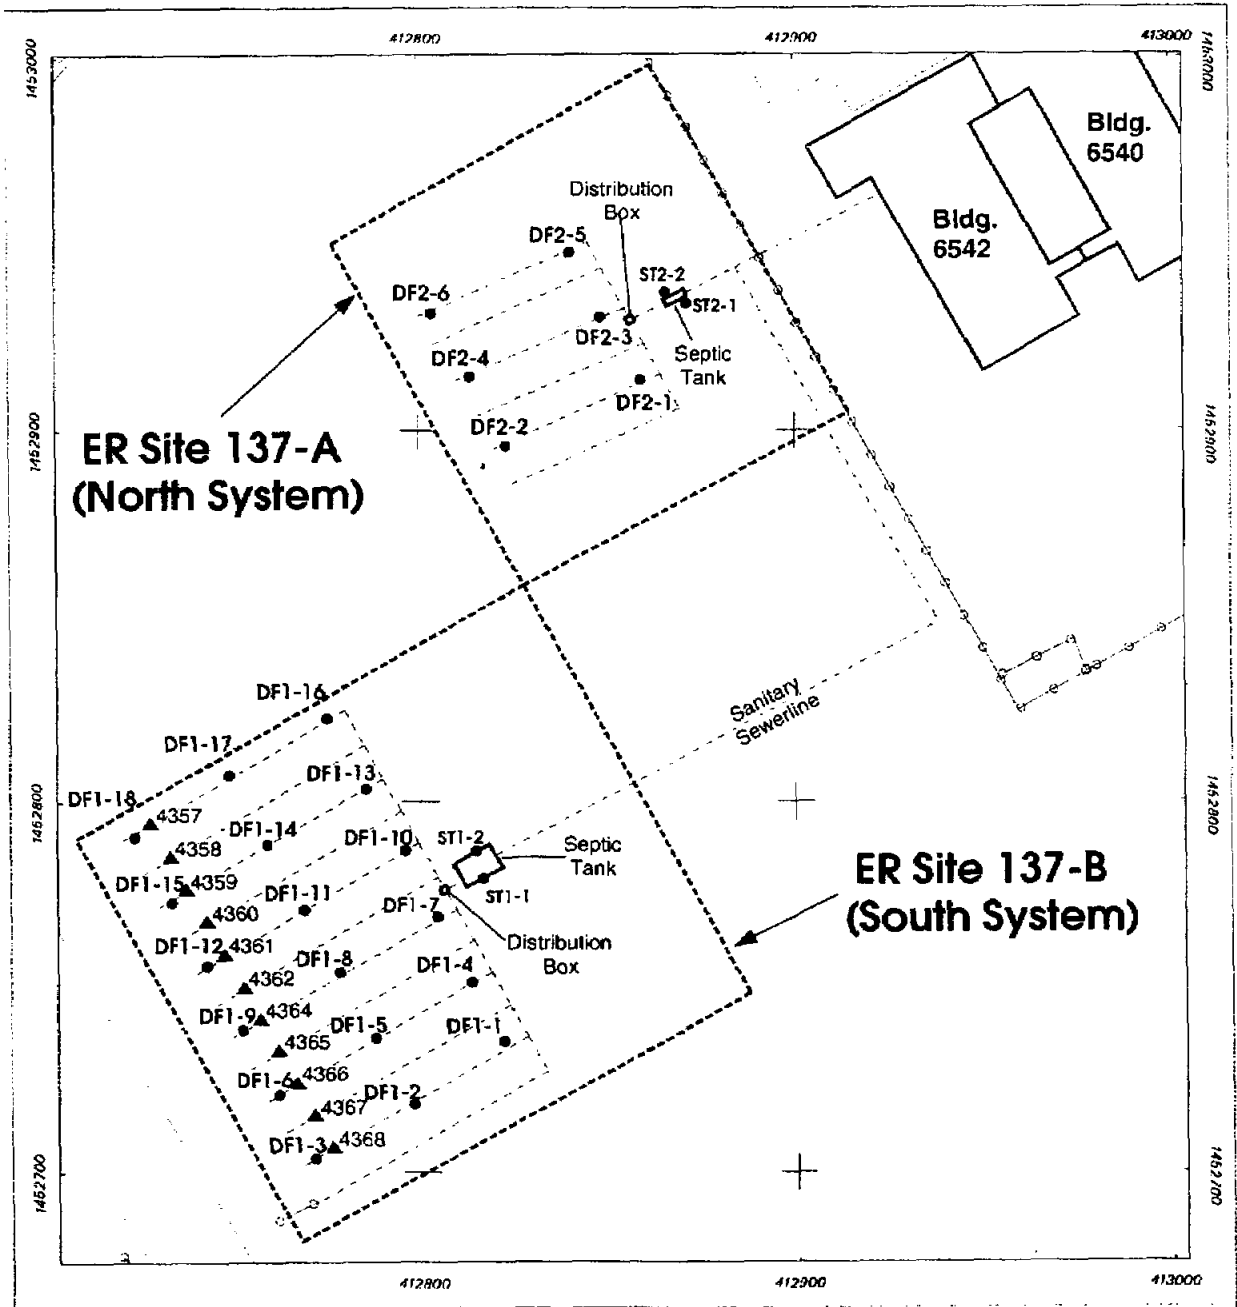 412800
412900
413000
1453000
1453000
Bldg.
6540
Bldg.
6542
Distribution
Box
DF2-5
ST2-2
DF2-6
ST2-1
DF2-3
Septic
Tank
DF2-4
DF2-1
DF2-2
1452900
1452900
ER Site 137-A
(North System)
Sanitary
Sewerline
DF1-16
DF1-17
DF1-13
DF1-18
4357
1452800
1452800
DF1-14
DF1-10
ST1-2
Septic
Tank
4358
DF1-15
4359
DF1-11
ST1-1
DF1-7
4360
ER Site 137-B
(South System)
DF1-12
4361
DF1-8
DF1-4
Distribution
Box
4362
DF1-9
4364
DF1-5
DF1-1
4365
DF1-6
4366
DF1-2
4367
DF1-3
4368
1452700
1452700
412800
412900
413000